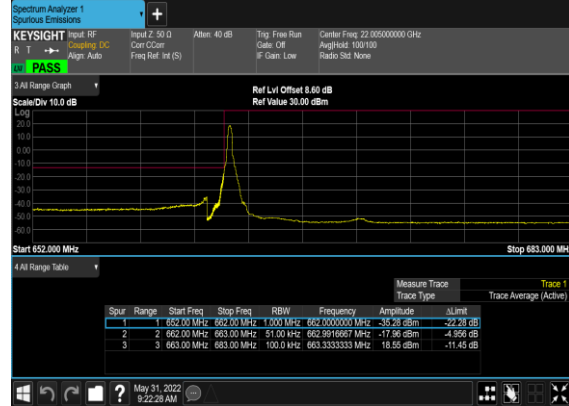 Spectrum Analyzer 1
Spurious Emissions
+
KEYSIGHT Input: RF Input Z: 50 Ω Atten: 40 dB Trig: Free Run Center Freq: 22.005000000 GHz
R T Coupling: DC Corr CCorr Gate: Off Avg|Hold: 100/100
Align: Auto Freq Ref: Int (S) IF Gain: Low Radio Std: None
PASS
3 All Range Graph
Ref Lvl Offset 8.60 dB
Scale/Div 10.0 dB Ref Value 30.00 dBm
Log
20.0
10.0
0.00
-10.0
-20.0
-30.0
-40.0
-50.0
-60.0
Start 652.000 MHz Stop 683.000 MH
4 All Range Table
Measure Trace Trace 1
Trace Type Trace Average (Active)
Spur Range Start Freq Stop Freq RBW Frequency Amplitude ΔLimit
1 1 652.00 MHz 662.00 MHz 1.000 MHz 662.0000000 MHz -35.28 dBm -22.28 dB
2 2 662.00 MHz 663.00 MHz 51.00 kHz 662.9916667 MHz -17.96 dBm -4.956 dB
3 3 663.00 MHz 683.00 MHz 100.0 kHz 663.3333333 MHz 18.55 dBm -11.45 dB
? May 31, 2022
9:22:28 AM